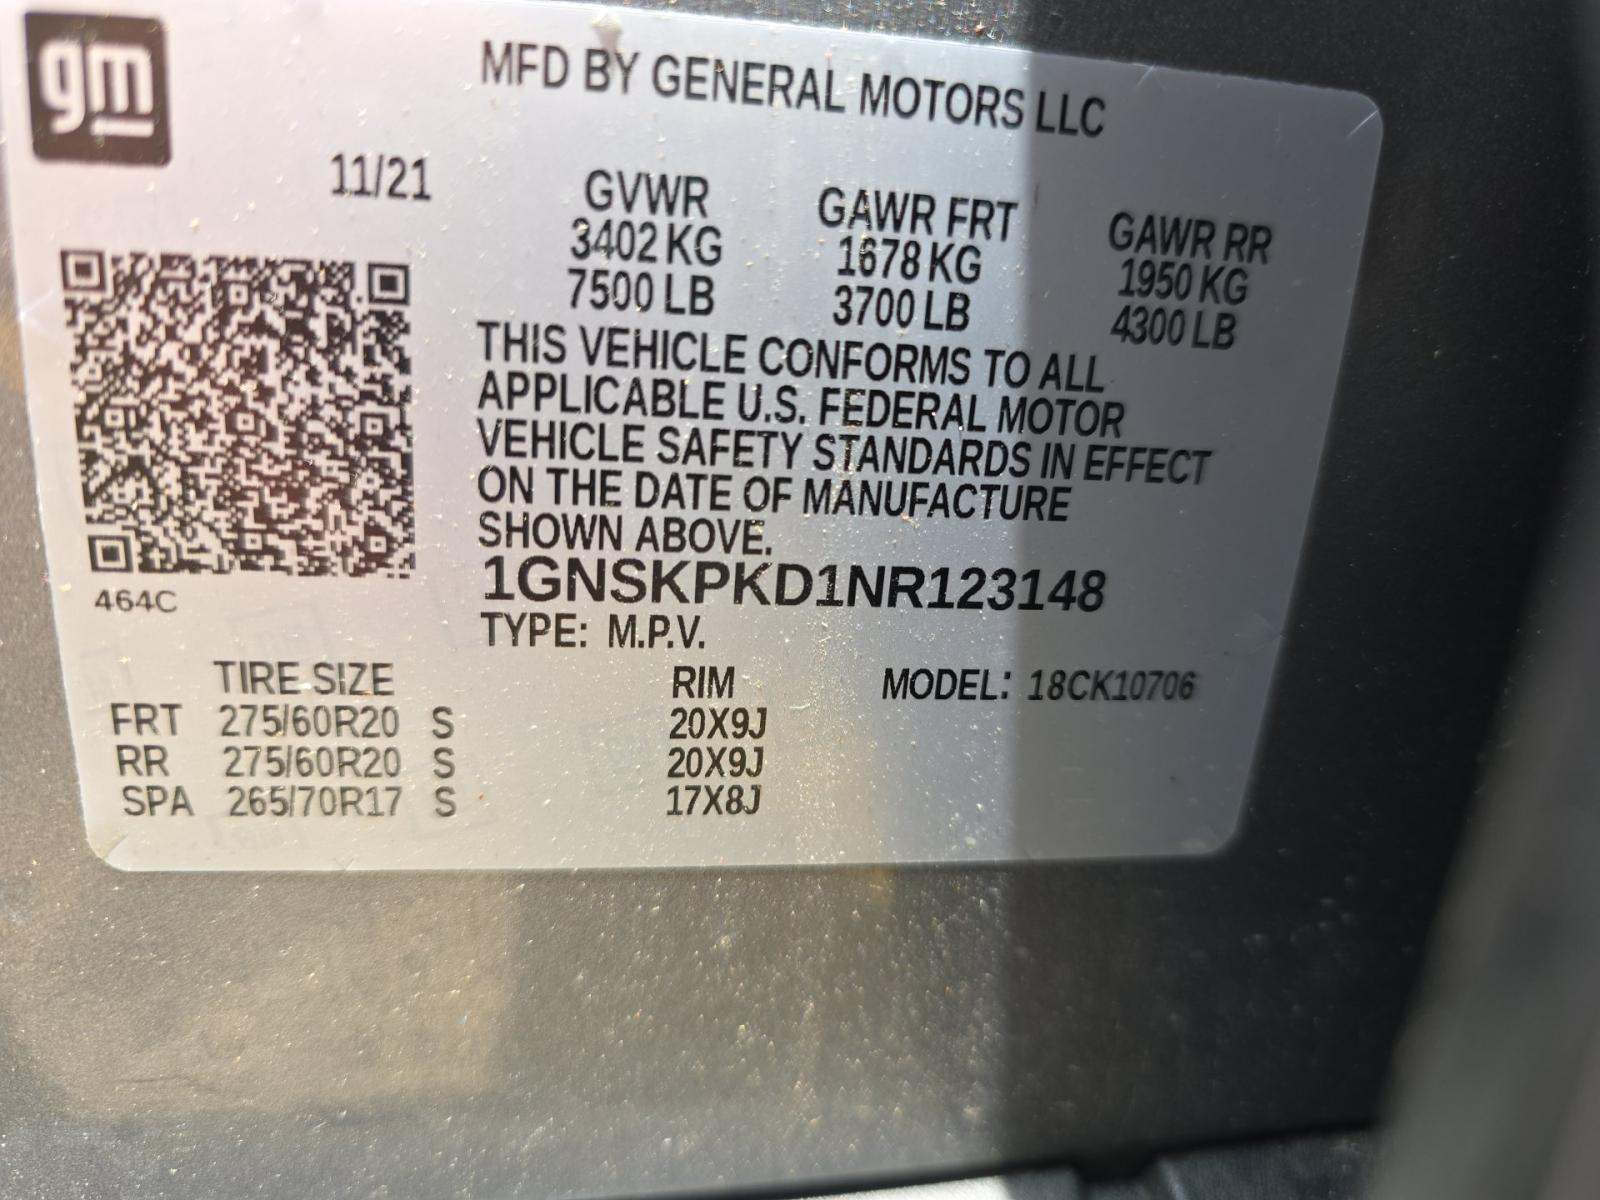 gm
MFD BY GENERAL MOTORS LLC
11/21
GVWR GAWR FRT GAWR RR
3402 KG 1678 KG 1950 KG
7500 LB 3700 LB 4300 LB
THIS VEHICLE CONFORMS TO ALL
APPLICABLE U.S. FEDERAL MOTOR
VEHICLE SAFETY STANDARDS IN EFFECT
ON THE DATE OF MANUFACTURE
SHOWN ABOVE.
1GNSKPKD1NR123148
464C
TYPE: M.P.V.
TIRE SIZE RIM MODEL: 18CK10706
FRT 275/60R20 S 20X9J
RR 275/60R20 S 20X9J
SPA 265/70R17 S 17X8J